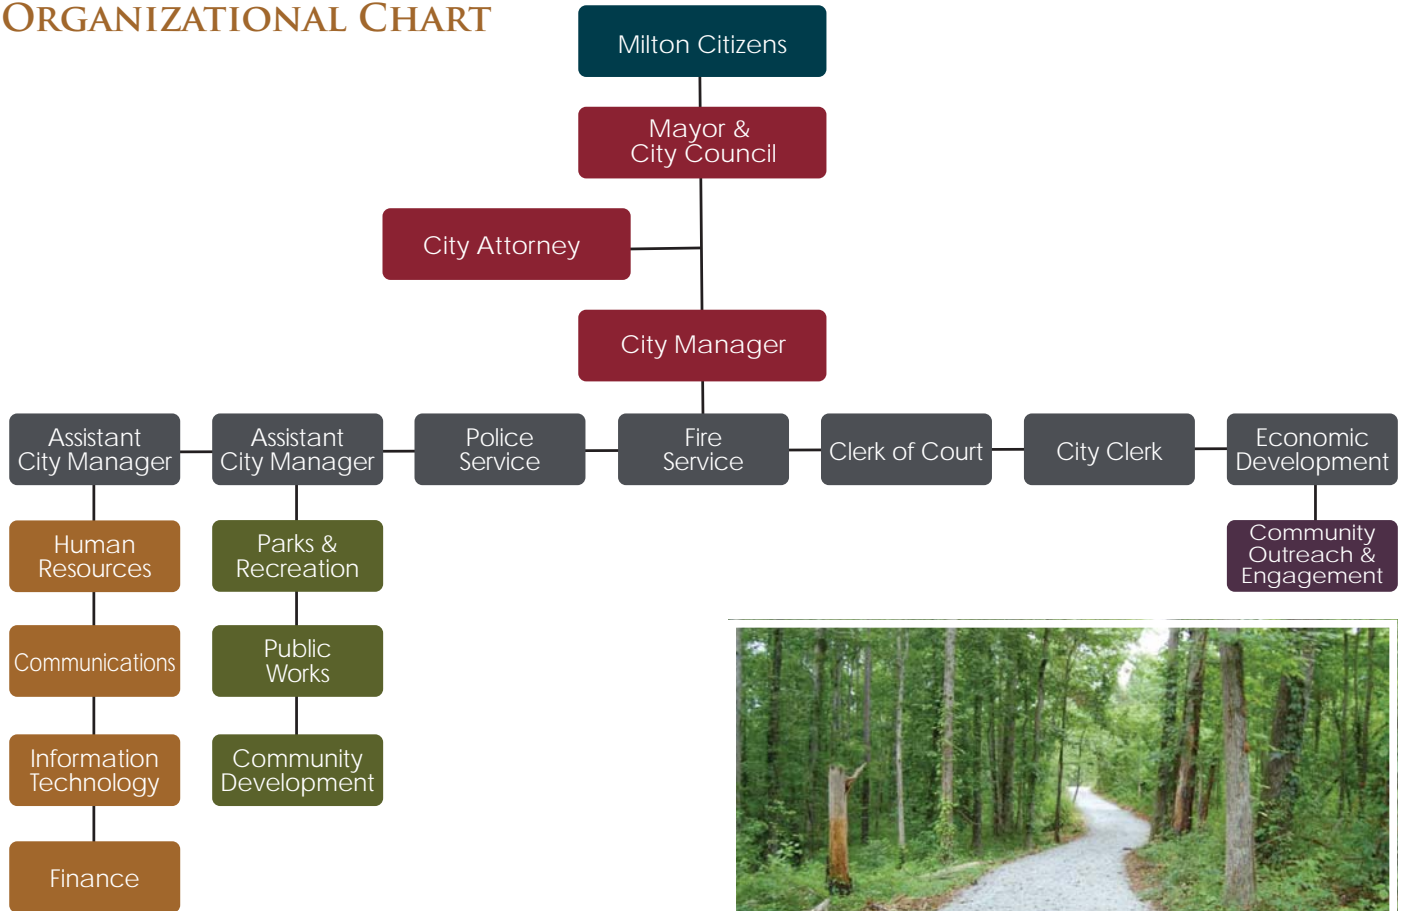 ORGANIZATIONAL CHART
Milton Citizens
Mayor &
City Council
City Attorney
City Manager
Assistant
City Manager
Assistant
City Manager
Police
Service
Fire
Service
Clerk of Court
City Clerk
Economic
Development
Human
Resources
Parks &
Recreation
Community
Outreach &
Engagement
Communications
Public
Works
Information
Technology
Community
Development
Finance